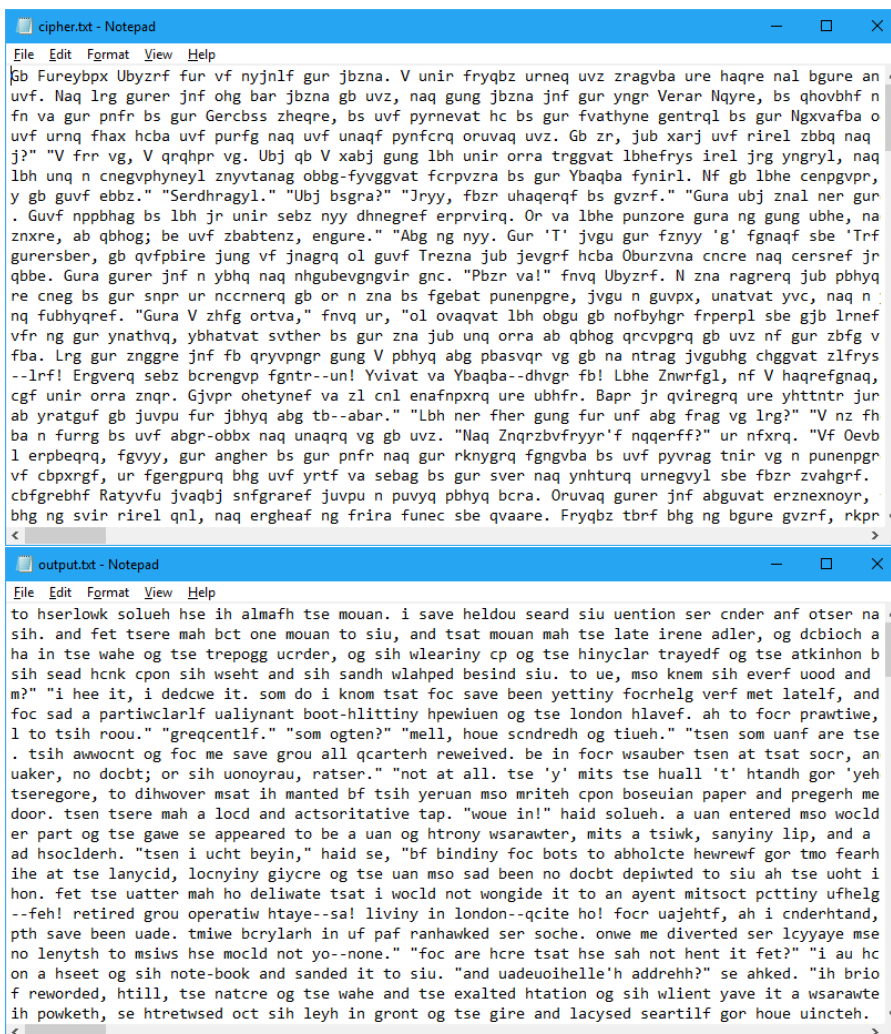 cipher.txt - Notepad
File Edit Format View Help
Gb Fureybpx Ubyzrf fur vf nyjnlf gur jbzna. V unir fryqbz urneq uvz zragvba ure haqre nal bgure an
uvf. Naq lrg gurer jnf ohg bar jbzna gb uvz, naq gung jbzna jnf gur yngr Verar Nqyre, bs qhovbhf n
fn va gur pnfr bs gur Gercbss zheqre, bs uvf pyrnevat hc bs gur fvathyne gentrql bs gur Ngxvafba o
uvf urnq fhax hcba uvf purfg naq uvf unaqf pynfcrq oruvaq uvz. Gb zr, jub xarj uvf rirel zbbq naq
j?" "V frr vg, V qrqhpr vg. Ubj qb V xabj gung lbh unir orra trggvat lbhefrys irel jrg yngryl, naq
lbh unq n cnegvphyneyl znyvtanag obbg-fyvggvat fcrpvzra bs gur Ybaqba fynirl. Nf gb lbhe cenpgvpr,
y gb guvf ebbz." "Serdhragyl." "Ubj bsgra?" "Jryy, fbzr uhaqerqf bs gvzrf." "Gura ubj znal ner gur
. Guvf nppbhag bs lbh jr unir sebz nyy dhnegref erprvirq. Or va lbhe punzore gura ng gung ubhe, na
znxre, ab qbhog; be uvf zbabtenz, engure." "Abg ng nyy. Gur 'T' jvgu gur fznyy 'g' fgnaqf sbe 'Trf
gurersber, gb qvfpbire jung vf jnagrq ol guvf Trezna jub jevgrf hcba Oburzvna cncre naq cersref jr
qbbe. Gura gurer jnf n ybhq naq nhgubevgngvir gnc. "Pbzr va!" fnvq Ubyzrf. N zna ragrerq jub pbhyq
re cneg bs gur snpr ur nccrnerq gb or n zna bs fgebat punenpgre, jvgu n guvpx, unatvat yvc, naq n
nq fubhyqref. "Gura V zhfg ortva," fnvq ur, "ol ovaqvat lbh obgu gb nofbyhgr frperpl sbe gjb lrnef
vfr ng gur ynathvq, ybhatvat svther bs gur zna jub unq orra ab qbhog qrcvpgrq gb uvz nf gur zbfg v
fba. Lrg gur znggre jnf fb qryvpngr gung V pbhyq abg pbasvqr vg gb na ntrag jvgubhg chggvat zlfrys
--lrf! Ergverq sebz bcrengvp fgntr--un! Yvivat va Ybaqba--dhvgr fb! Lbhe Znwrfgl, nf V haqrefgnaq,
cgf unir orra znqr. Gjvpr ohetynef va zl cnl enafnpxrq ure ubhfr. Bapr jr qviregrq ure yhttntr jur
ab yratguf gb juvpu fur jbhyq abg tb--abar." "Lbh ner fher gung fur unf abg frag vg lrg?" "V nz fh
ba n furrg bs uvf abgr-obbx naq unaqrq vg gb uvz. "Naq Znqrzbvfryyr'f nqqerff?" ur nfxrq. "Vf Oevb
l erpbeqrq, fgvyy, gur angher bs gur pnfr naq gur rknygrq fgngvba bs uvf pyvrag tnir vg n punenpgr
vf cbpxrgf, ur fgergpurq bhg uvf yrtf va sebag bs gur sver naq ynhturq urnegvyl sbe fbzr zvahgrf.
cbfgrebhf Ratyvfu jvaqbj snfgraref juvpu n puvyq pbhyq bcra. Oruvaq gurer jnf abguvat erznexnoyr,
bhg ng svir rirel qnl, naq ergheaf ng frira funec sbe qvaare. Fryqbz tbrf bhg ng bgure gvzrf, rkpr
output.txt - Notepad
File Edit Format View Help
to hserlowk solueh hse ih almafh tse mouan. i save heldou seard siu uention ser cnder anf otser na
sih. and fet tsere mah bct one mouan to siu, and tsat mouan mah tse late irene adler, og dcbioch a
ha in tse wahe og tse trepogg ucrder, og sih wleariny cp og tse hinyclar trayedf og tse atkinhon b
sih sead hcnk cpon sih wseht and sih sandh wlahped besind siu. to ue, mso knem sih everf uood and
m?" "i hee it, i dedcwe it. som do i knom tsat foc save been yettiny focrhelg verf met latelf, and
foc sad a partiwclarlf ualiynant boot-hlittiny hpewiuen og tse london hlavef. ah to focr prawtiwe,
l to tsih roou." "greqcentlf." "som ogten?" "mell, houe scndredh og tiueh." "tsen som uanf are tse
. tsih awwocnt og foc me save grou all qcarterh reweived. be in focr wsauber tsen at tsat socr, an
uaker, no docbt; or sih uonoyrau, ratser." "not at all. tse 'y' mits tse huall 't' htandh gor 'yeh
tseregore, to dihwover msat ih manted bf tsih yeruan mso mriteh cpon boseuian paper and pregerh me
door. tsen tsere mah a locd and actsoritative tap. "woue in!" haid solueh. a uan entered mso wocld
er part og tse gawe se appeared to be a uan og htrony wsarawter, mits a tsiwk, sanyiny lip, and a
ad hsoclderh. "tsen i ucht beyin," haid se, "bf bindiny foc bots to abholcte hewrewf gor tmo fearh
ihe at tse lanycid, locnyiny giycre og tse uan mso sad been no docbt depiwted to siu ah tse uoht i
hon. fet tse uatter mah ho deliwate tsat i wocld not wongide it to an ayent mitsoct pcttiny ufhelg
--feh! retired grou operatiw htaye--sa! liviny in london--qcite ho! focr uajehtf, ah i cnderhtand,
pth save been uade. tmiwe bcrylarh in uf paf ranhawked ser soche. onwe me diverted ser lcyyaye mse
no lenytsh to msiws hse mocld not yo--none." "foc are hcre tsat hse sah not hent it fet?" "i au hc
on a hseet og sih note-book and sanded it to siu. "and uadeuoihelle'h addrehh?" se ahked. "ih brio
f reworded, htill, tse natcre og tse wahe and tse exalted htation og sih wlient yave it a wsarawte
ih powketh, se htretwsed oct sih leyh in gront og tse gire and lacysed seartilf gor houe uincteh.